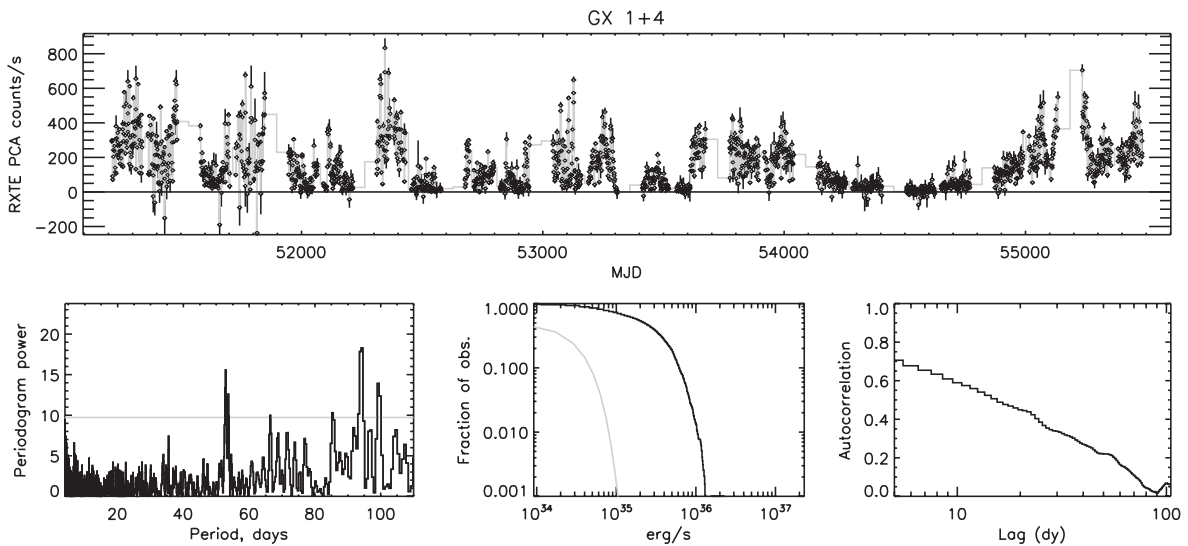 GX 1+4
RXTE PCA counts/s
800
600
400
200
0
−200
52000 53000 54000 55000
MJD
Periodogram power
20
15
10
5
0
20 40 60 80 100
Period, days
Fraction of obs.
1.000
0.100
0.010
0.001
10^34 10^35 10^36 10^37
erg/s
Autocorrelation
1.0
0.8
0.6
0.4
0.2
0.0
10 100
Lag (dy)